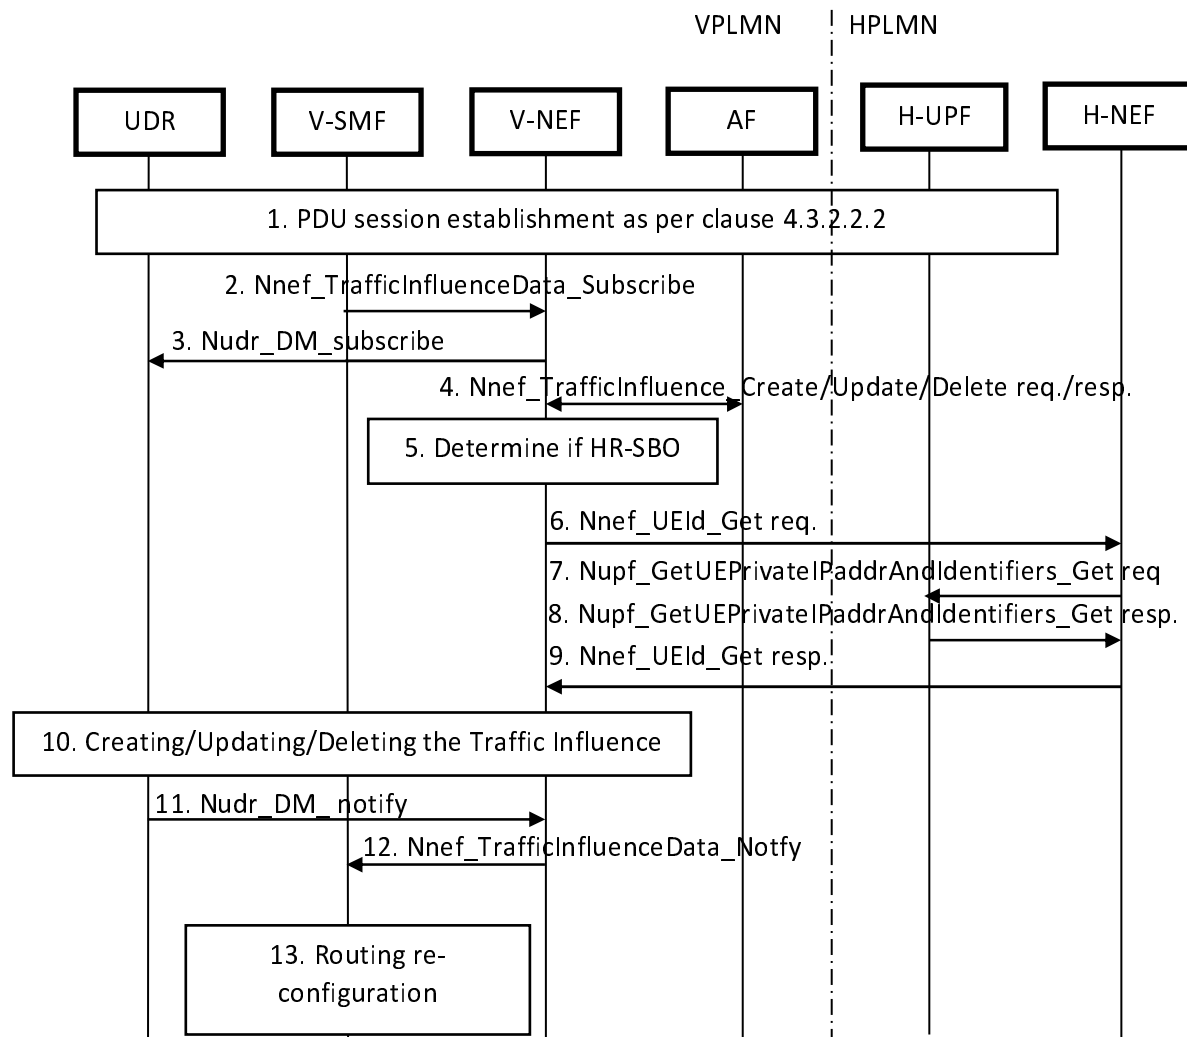 VPLMN HPLMN
UDR V-SMF V-NEF AF H-UPF H-NEF
1. PDU session establishment as per clause 4.3.2.2.2
2. Nnef_TrafficInfluenceData_Subscribe
3. Nudr_DM_subscribe
4. Nnef_TrafficInfluence_Create/Update/Delete req./resp.
5. Determine if HR-SBO
6. Nnef_UEId_Get req.
7. Nupf_GetUEPrivateIPaddrAndIdentifiers_Get req
8. Nupf_GetUEPrivateIPaddrAndIdentifiers_Get resp.
9. Nnef_UEId_Get resp.
10. Creating/Updating/Deleting the Traffic Influence
11. Nudr_DM_ notify
12. Nnef_TrafficInfluenceData_Notfy
13. Routing re-
configuration